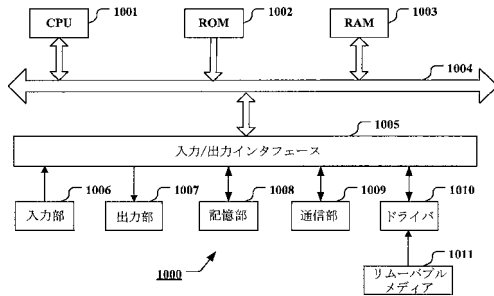 CPU 1001 ROM 1002 RAM 1003
1004
1005
入力/出力インタフェース
1006 1007 1008 1009 1010
入力部 出力部 記憶部 通信部 ドライバ
1000
1011
リムーバブル
メディア